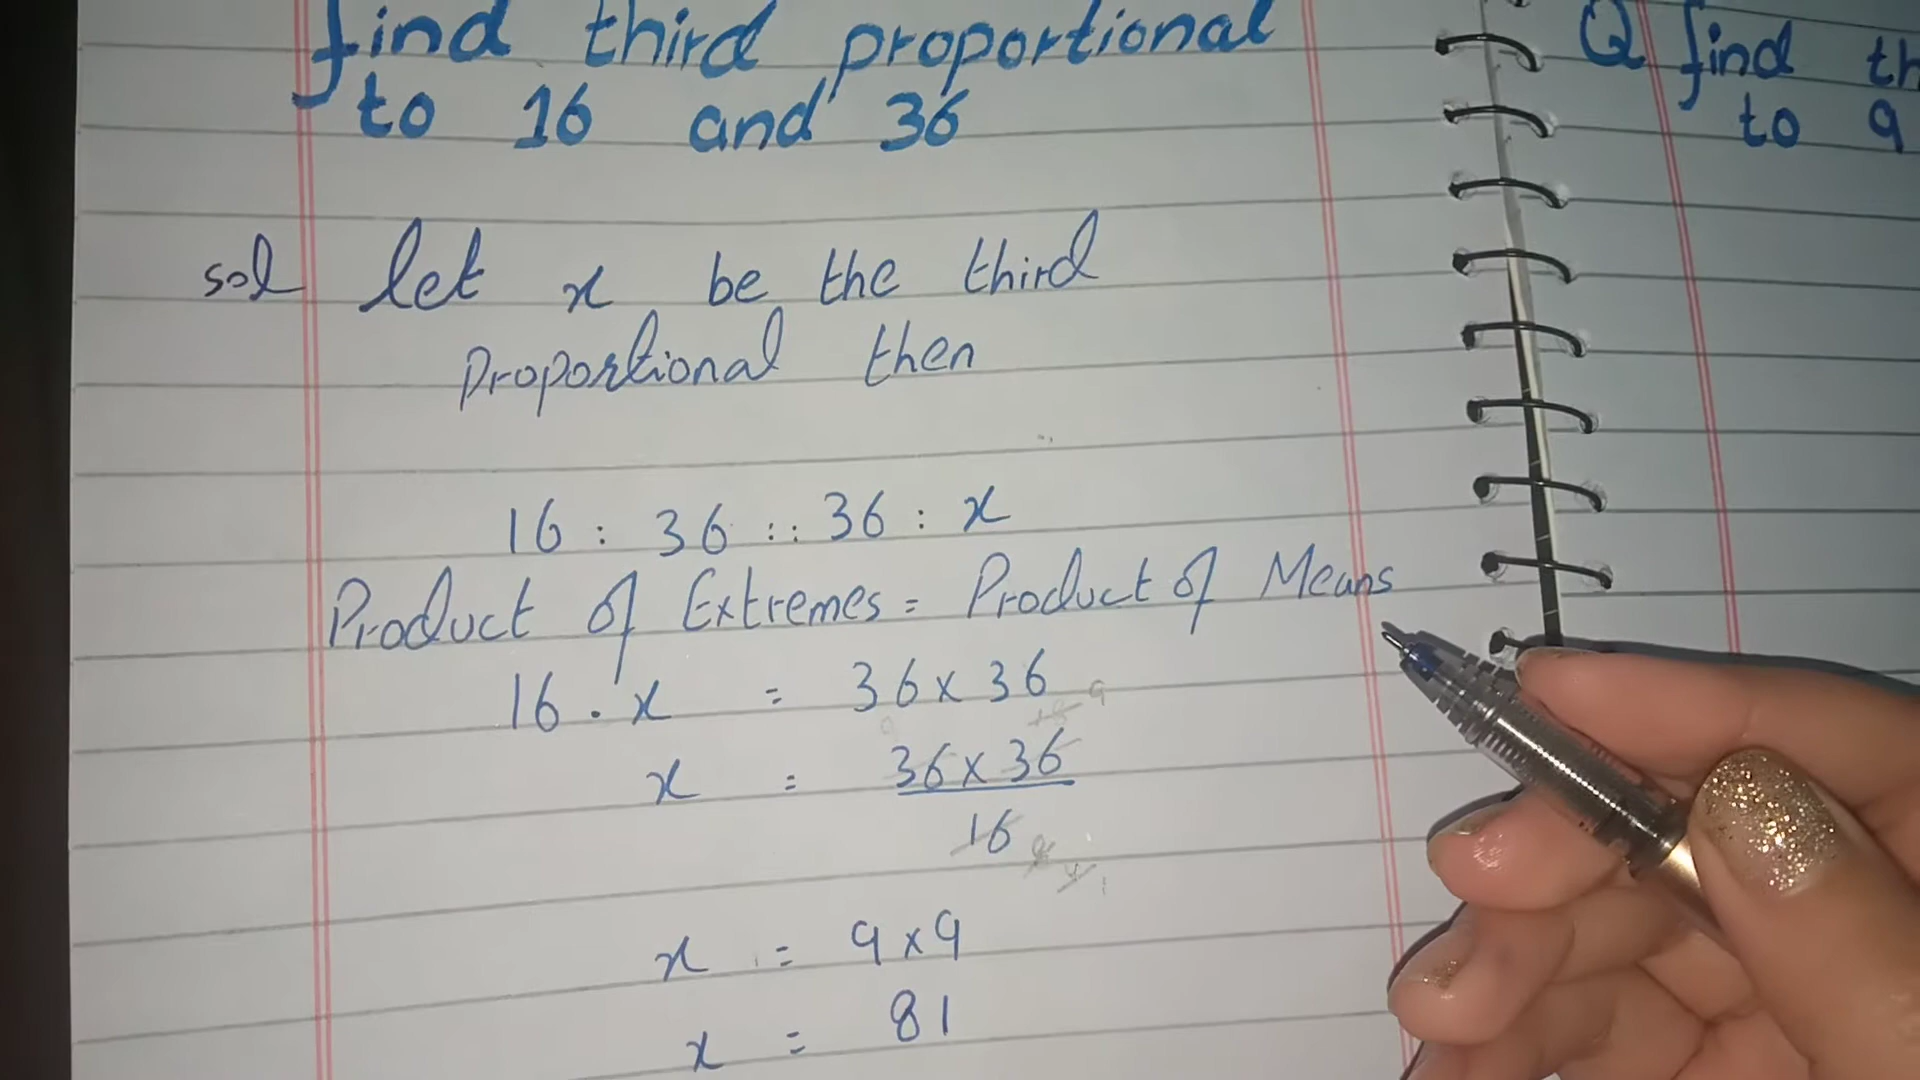 find third proportional
to 16 and 36
sol let x be the third
proportional then
16 : 36 :: 36 : x
Product of Extremes = Product of Means
16 . x = 36 x 36
x = 36 x 36
16
x = 9 x 9
x = 81
Q find
to 9